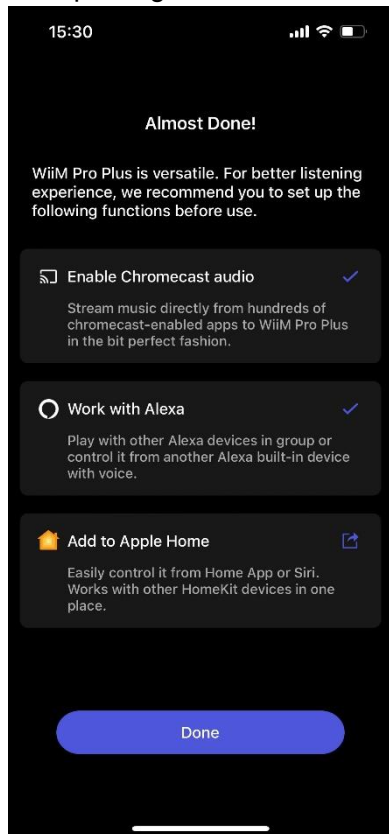 15:30
Almost Done!
WiiM Pro Plus is versatile. For better listening
experience, we recommend you to set up the
following functions before use.
Enable Chromecast audio
Stream music directly from hundreds of
chromecast-enabled apps to WiiM Pro Plus
in the bit perfect fashion.
Work with Alexa
Play with other Alexa devices in group or
control it from another Alexa built-in device
with voice.
Add to Apple Home
Easily control it from Home App or Siri.
Works with other HomeKit devices in one
place.
Done